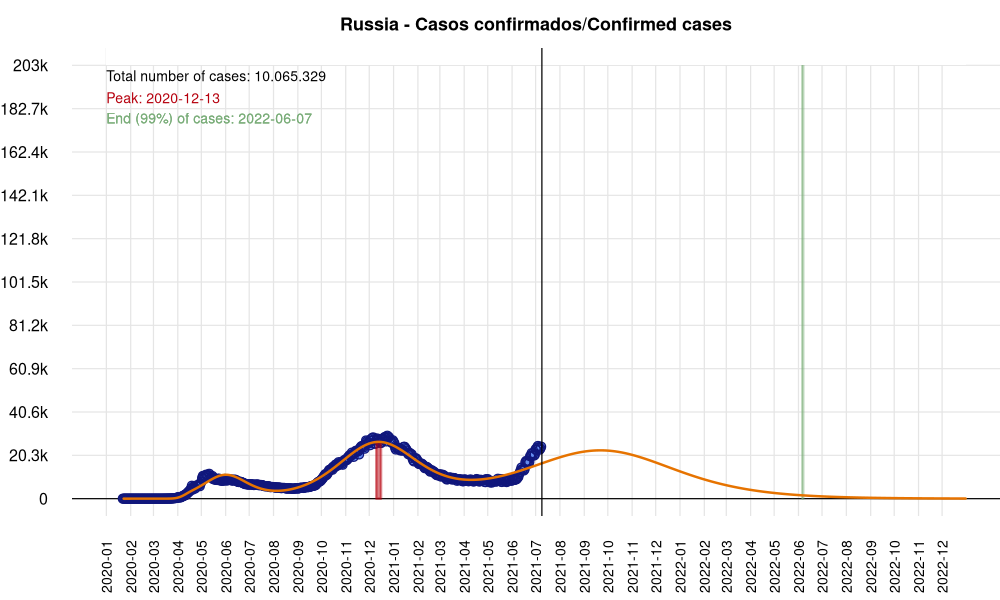 Russia - Casos confirmados/Confirmed cases
Total number of cases: 10.065.329
Peak: 2020-12-13
End (99%) of cases: 2022-06-07
203k
182.7k
162.4k
142.1k
121.8k
101.5k
81.2k
60.9k
40.6k
20.3k
0
2020-01
2020-02
2020-03
2020-04
2020-05
2020-06
2020-07
2020-08
2020-09
2020-10
2020-11
2020-12
2021-01
2021-02
2021-03
2021-04
2021-05
2021-06
2021-07
2021-08
2021-09
2021-10
2021-11
2021-12
2022-01
2022-02
2022-03
2022-04
2022-05
2022-06
2022-07
2022-08
2022-09
2022-10
2022-11
2022-12